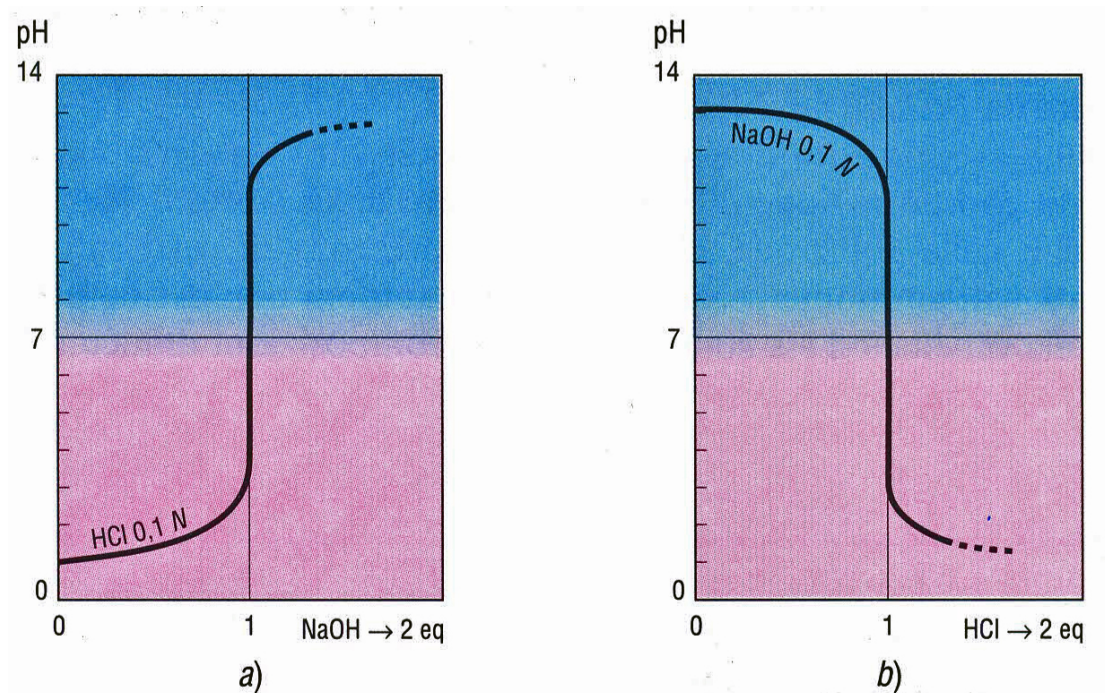 pH
14
7
0
HCl 0,1 N
0 1 NaOH → 2 eq
a)
pH
14
7
0
NaOH 0,1 N
0 1 HCl → 2 eq
b)